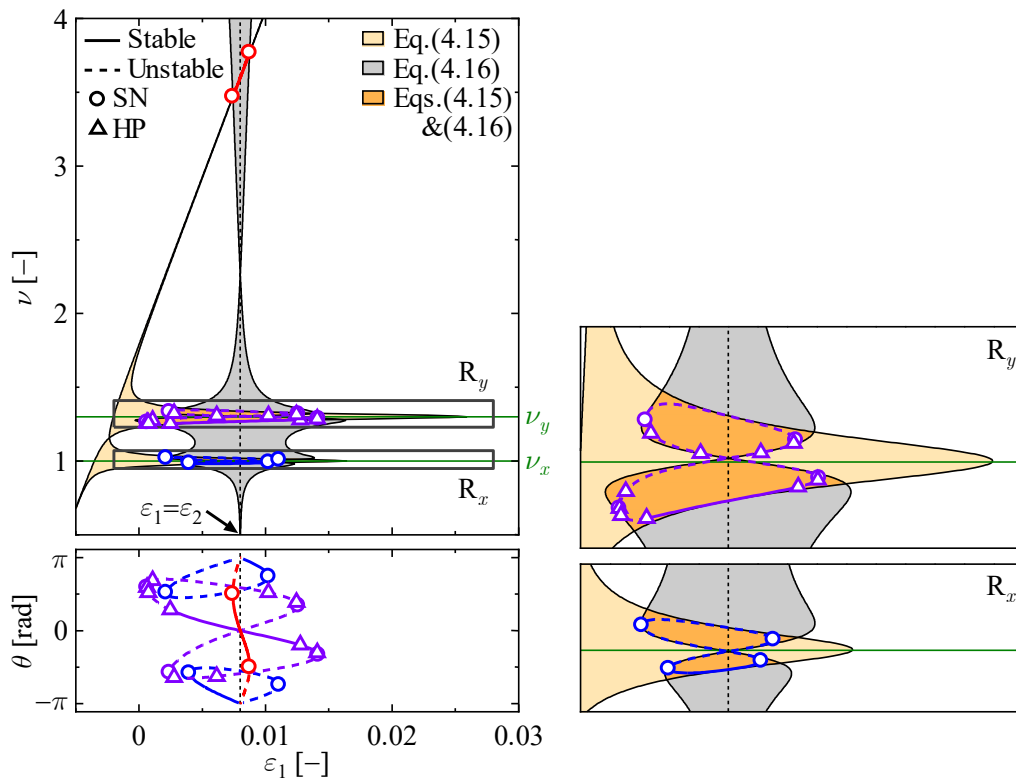 4
3
2
1
ν [−]
Stable
Unstable
SN
HP
Eq.(4.15)
Eq.(4.16)
Eqs.(4.15)
&(4.16)
R_y
ν_y
ν_x
R_x
ε₁=ε₂
R_y
R_x
π
0
−π
θ [rad]
0
0.01
0.02
0.03
ε₁ [−]